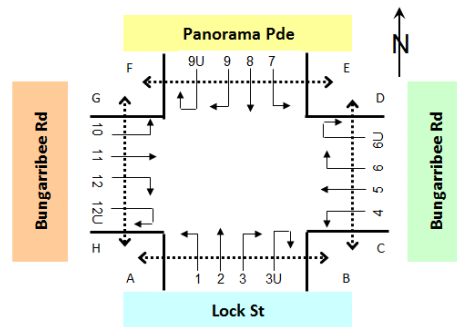 Panorama Pde
N
F
9U 9 8 7
E
G
D
Bungarribee Rd
10
11
12
12U
6U
6
5
4
Bungarribee Rd
H
C
A
1 2 3 3U
B
Lock St